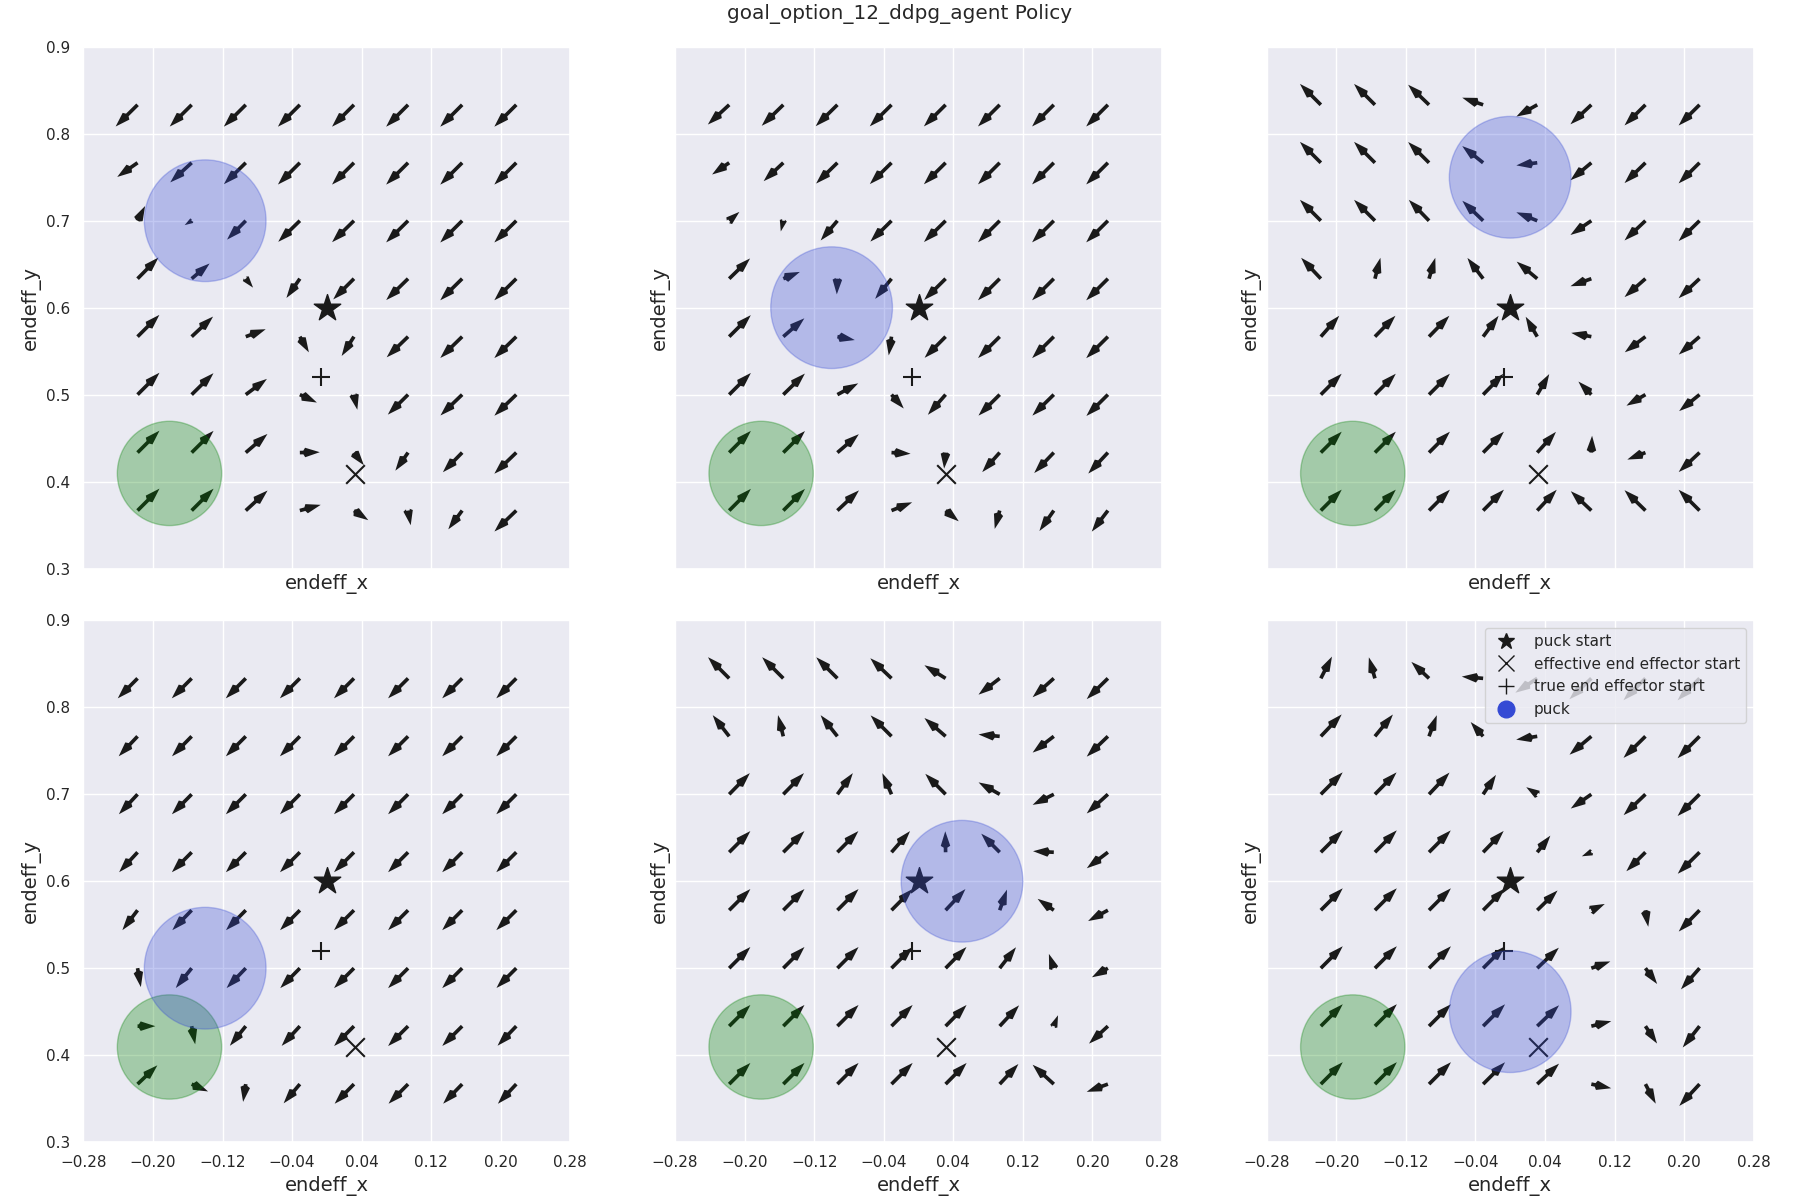 goal_option_12_ddpg_agent Policy
0.9
0.8
0.7
0.6
0.5
0.4
0.3
endeff_y
endeff_x
endeff_y
endeff_x
endeff_y
endeff_x
0.9
0.8
0.7
0.6
0.5
0.4
0.3
endeff_y
−0.28 −0.20 −0.12 −0.04 0.04 0.12 0.20 0.28
endeff_x
endeff_y
−0.28 −0.20 −0.12 −0.04 0.04 0.12 0.20 0.28
endeff_x
puck start
effective end effector start
true end effector start
puck
endeff_y
−0.28 −0.20 −0.12 −0.04 0.04 0.12 0.20 0.28
endeff_x